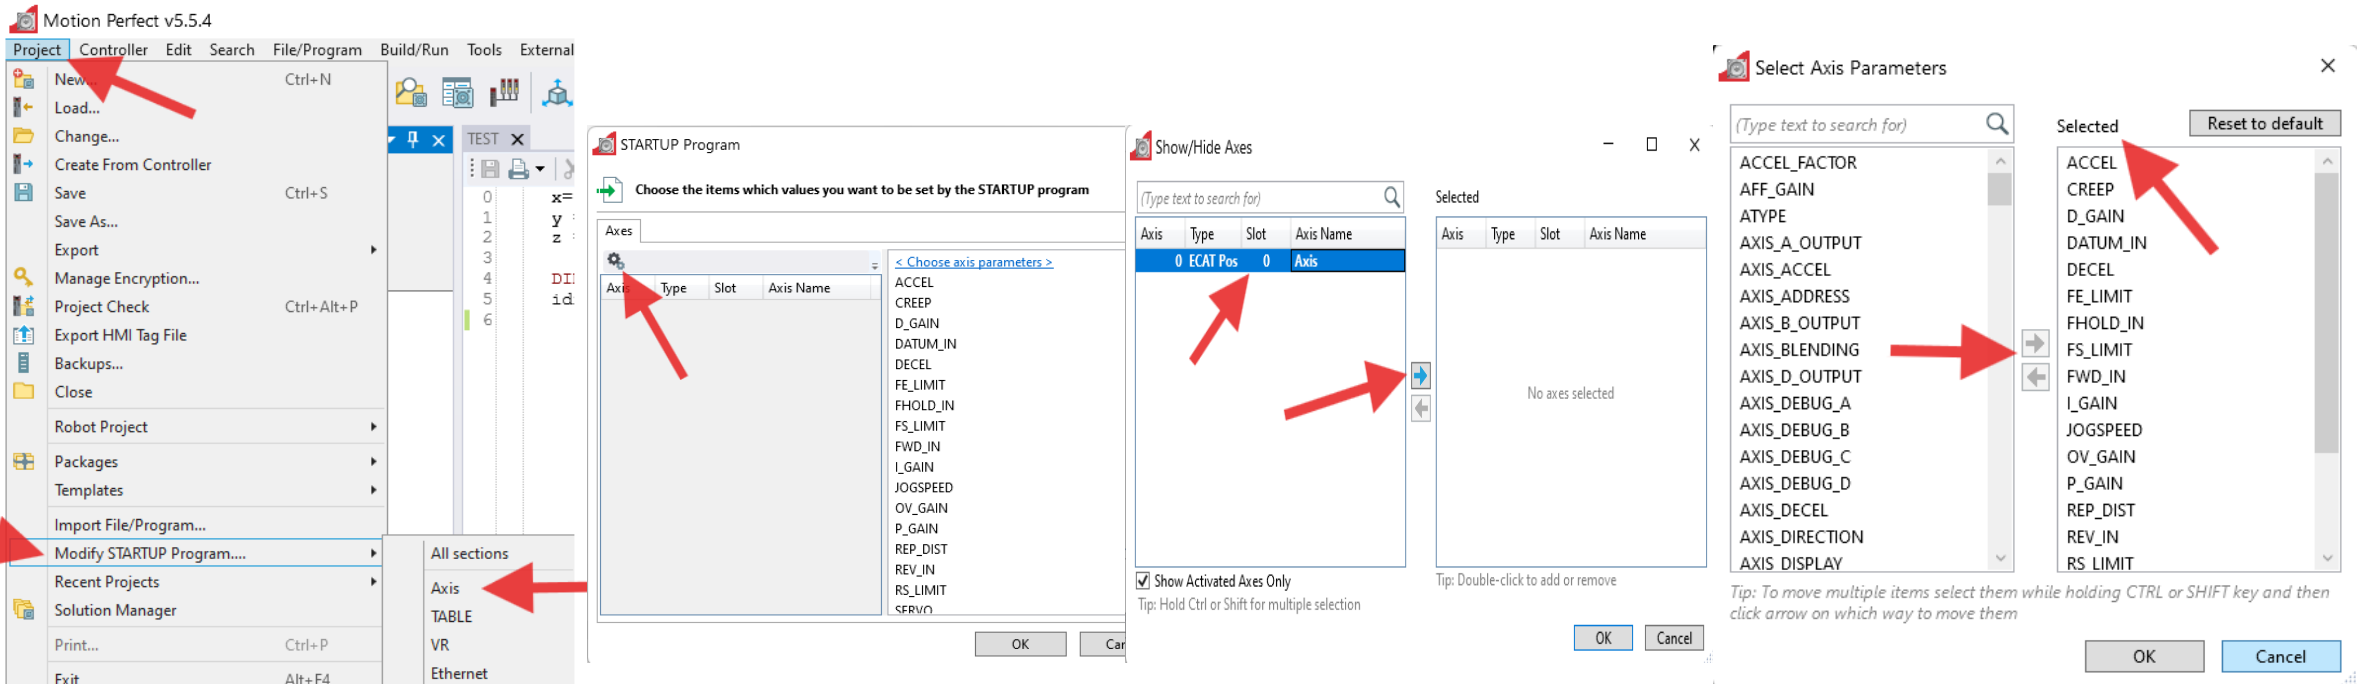 Motion Perfect v5.5.4
Project Controller Edit Search File/Program Build/Run Tools External
New... Ctrl+N
Load...
Change...
Create From Controller
Save Ctrl+S
Save As...
Export
Manage Encryption...
Project Check Ctrl+Alt+P
Export HMI Tag File
Backups...
Close
Robot Project
Packages
Templates
Import File/Program...
Modify STARTUP Program....
Recent Projects
Solution Manager
Print... Ctrl+P
Exit Alt+F4
All sections
Axis
TABLE
VR
Ethernet
TEST
0 x=
1 y
2 z
3
4 DI
5 id
6
STARTUP Program
Choose the items which values you want to be set by the STARTUP program
Axes
Axis Type Slot Axis Name
< Choose axis parameters >
ACCEL
CREEP
D_GAIN
DATUM_IN
DECEL
FE_LIMIT
FHOLD_IN
FS_LIMIT
FWD_IN
I_GAIN
JOGSPEED
OV_GAIN
P_GAIN
REP_DIST
REV_IN
RS_LIMIT
SERVO
OK Can
Show/Hide Axes
(Type text to search for)
Axis Type Slot Axis Name
0 ECAT Pos 0 Axis
Show Activated Axes Only
Tip: Hold Ctrl or Shift for multiple selection
Selected
Axis Type Slot Axis Name
No axes selected
Tip: Double-click to add or remove
OK Cancel
Select Axis Parameters
(Type text to search for)
ACCEL_FACTOR
AFF_GAIN
ATYPE
AXIS_A_OUTPUT
AXIS_ACCEL
AXIS_ADDRESS
AXIS_B_OUTPUT
AXIS_BLENDING
AXIS_D_OUTPUT
AXIS_DEBUG_A
AXIS_DEBUG_B
AXIS_DEBUG_C
AXIS_DEBUG_D
AXIS_DECEL
AXIS_DIRECTION
AXIS_DISPLAY
Selected Reset to default
ACCEL
CREEP
D_GAIN
DATUM_IN
DECEL
FE_LIMIT
FHOLD_IN
FS_LIMIT
FWD_IN
I_GAIN
JOGSPEED
OV_GAIN
P_GAIN
REP_DIST
REV_IN
RS_LIMIT
Tip: To move multiple items select them while holding CTRL or SHIFT key and then
click arrow on which way to move them
OK Cancel